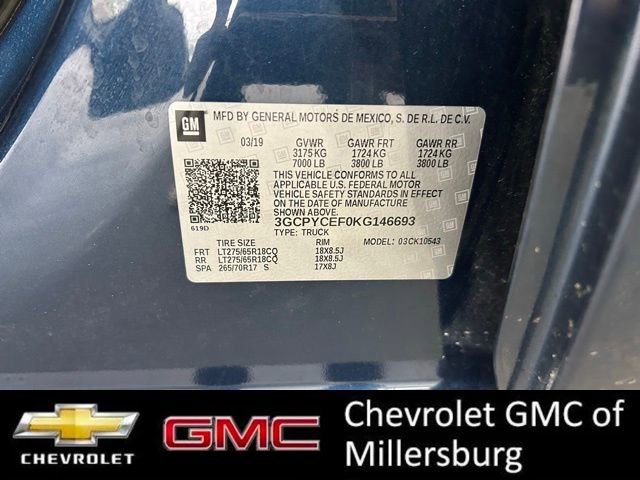 GM
MFD BY GENERAL MOTORS DE MEXICO, S. DE R.L. DE C.V.
03/19 GVWR GAWR FRT GAWR RR
3175 KG 1724 KG 1724 KG
7000 LB 3800 LB 3800 LB
THIS VEHICLE CONFORMS TO ALL
APPLICABLE U.S. FEDERAL MOTOR
VEHICLE SAFETY STANDARDS IN EFFECT
ON THE DATE OF MANUFACTURE SHOWN ABOVE.
3GCPYCEF0KG146693
619D TYPE: TRUCK MODEL: 03CK10543
TIRE SIZE RIM
FRT LT275/65R18CQ 18X8.5J
RR LT275/65R18CQ 18X8.5J
SPA 265/70R17 S 17X8J
CHEVROLET
GMC
Chevrolet GMC of
Millersburg